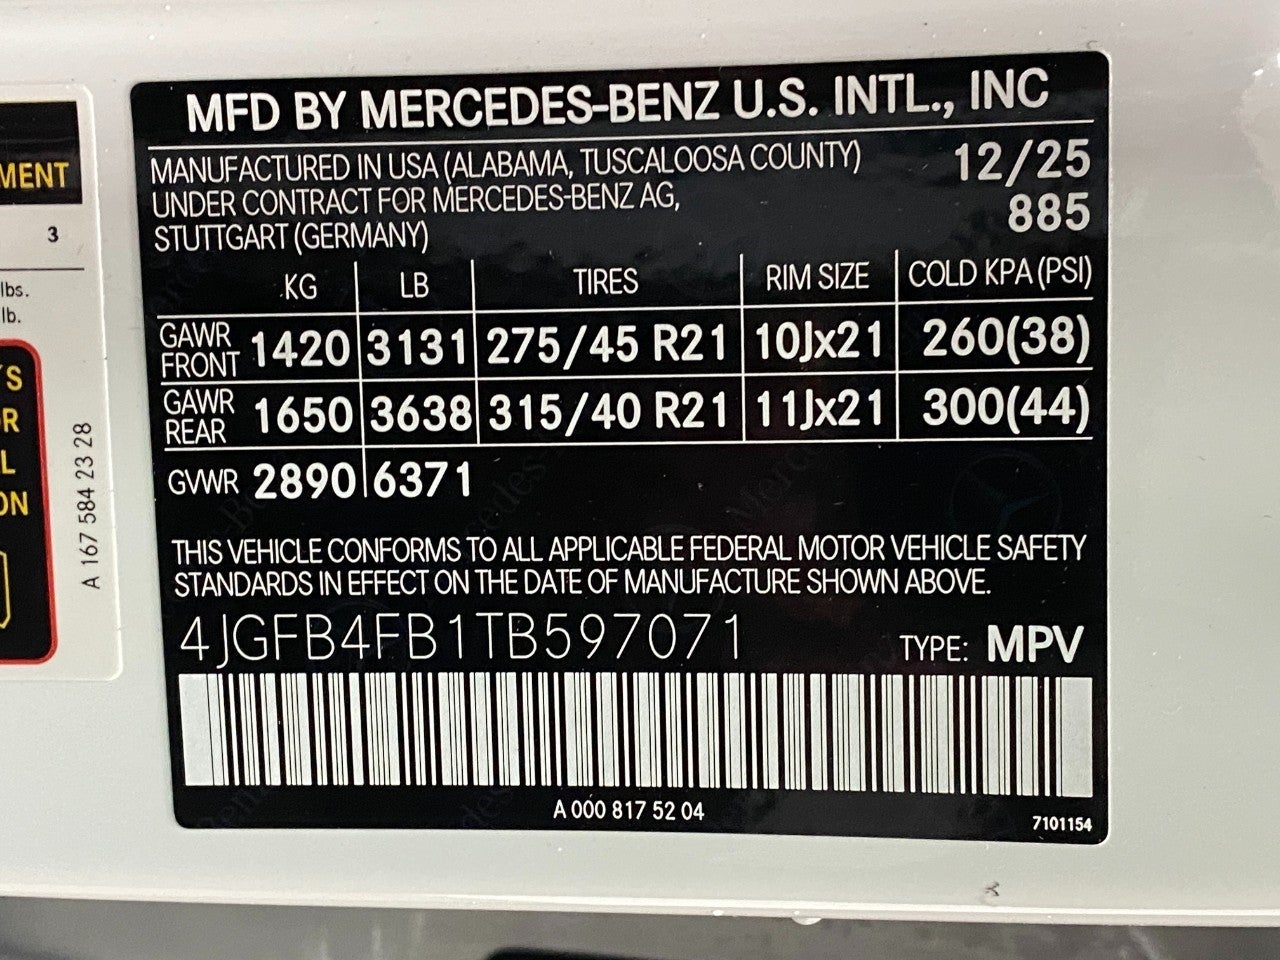 MFD BY MERCEDES-BENZ U.S. INTL., INC
MANUFACTURED IN USA (ALABAMA, TUSCALOOSA COUNTY) 12/25
UNDER CONTRACT FOR MERCEDES-BENZ AG, 885
STUTTGART (GERMANY)
KG LB TIRES RIM SIZE COLD KPA (PSI)
GAWR FRONT 1420 3131 275/45 R21 10Jx21 260(38)
GAWR REAR 1650 3638 315/40 R21 11Jx21 300(44)
GVWR 2890 6371
THIS VEHICLE CONFORMS TO ALL APPLICABLE FEDERAL MOTOR VEHICLE SAFETY
STANDARDS IN EFFECT ON THE DATE OF MANUFACTURE SHOWN ABOVE.
4JGFB4FB1TB597071 TYPE: MPV
A 000 817 52 04
7101154
MENT
3
lbs.
lb.
A 167 584 23 28